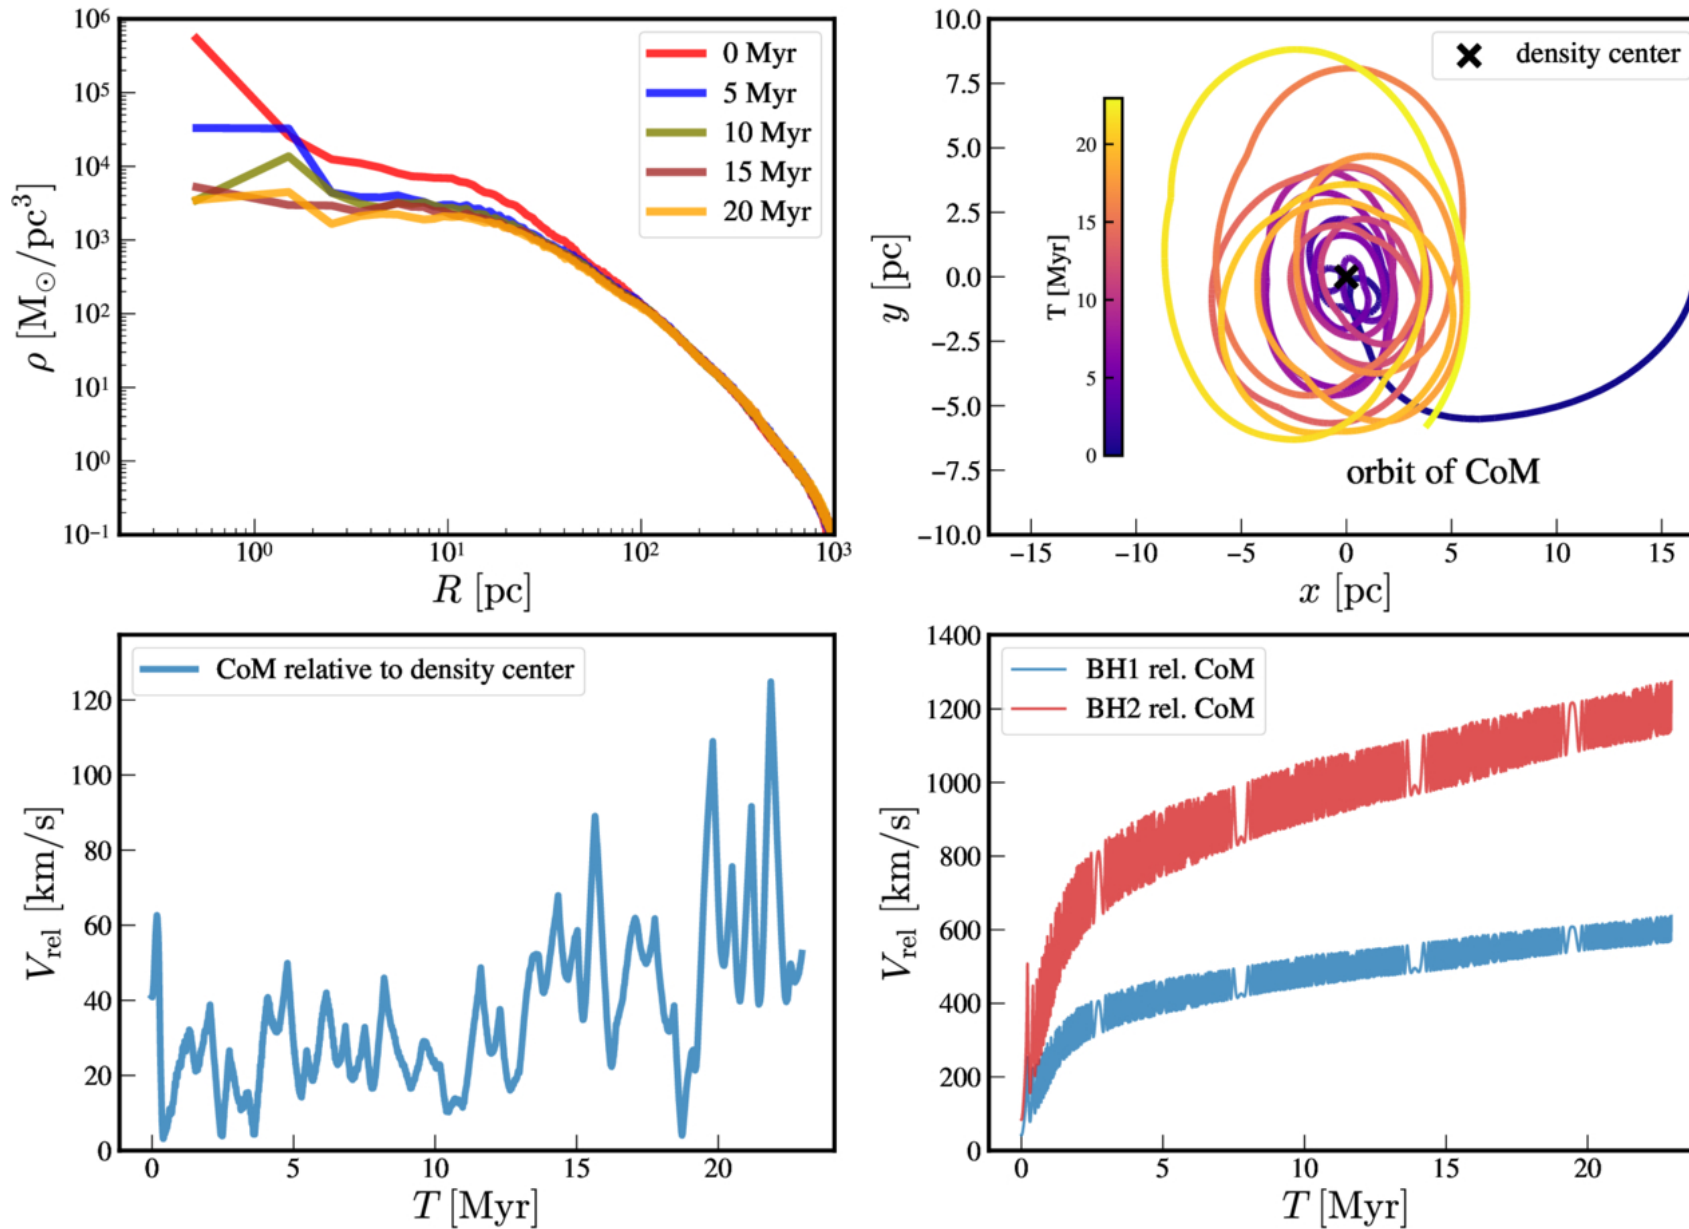 10⁶
10⁵
10⁴
10³
10²
10¹
10⁰
10⁻¹
ρ [M⊙/pc³]
0 Myr
5 Myr
10 Myr
15 Myr
20 Myr
10⁰ 10¹ 10² 10³
R [pc]
10.0
7.5
5.0
2.5
0.0
−2.5
−5.0
−7.5
−10.0
y [pc]
density center
T [Myr]
20
15
10
5
0
orbit of CoM
−15 −10 −5 0 5 10 15
x [pc]
120
100
80
60
40
20
0
V_rel [km/s]
CoM relative to density center
0 5 10 15 20
T [Myr]
1400
1200
1000
800
600
400
200
0
V_rel [km/s]
BH1 rel. CoM
BH2 rel. CoM
0 5 10 15 20
T [Myr]